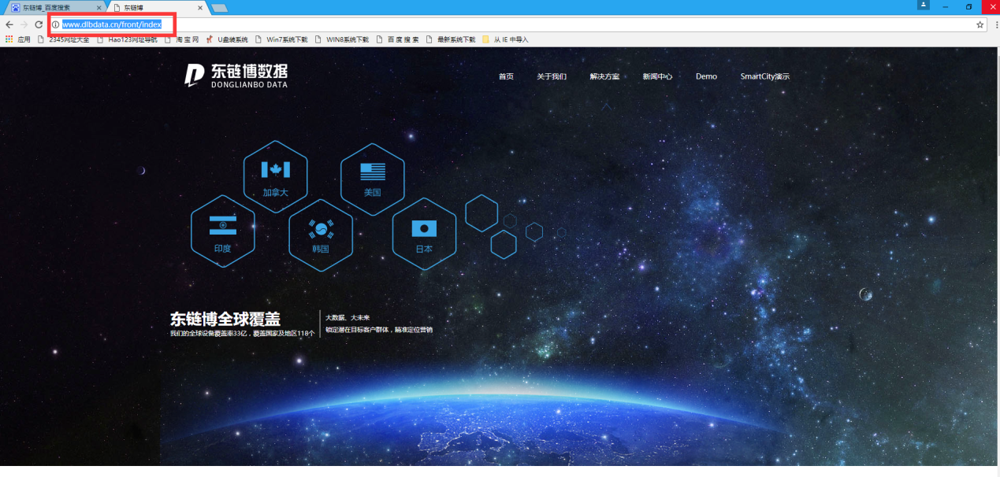 东链博_百度搜索
东链博
www.dlbdata.cn/front/index
应用 2345网址大全 Hao123网址导航 淘 宝 网 U盘装系统 Win7系统下载 WIN8系统下载 百 度 搜 索 最新系统下载 从 IE 中导入
东链博数据
DONGLIANBO DATA
首页 关于我们 解决方案 新闻中心 Demo SmartCity演示
加拿大 美国
印度 韩国 日本
东链博全球覆盖
我们的全球设备覆盖率33亿，覆盖国家及地区118个
大数据、大未来
锁定潜在目标客户群体，精准定位营销